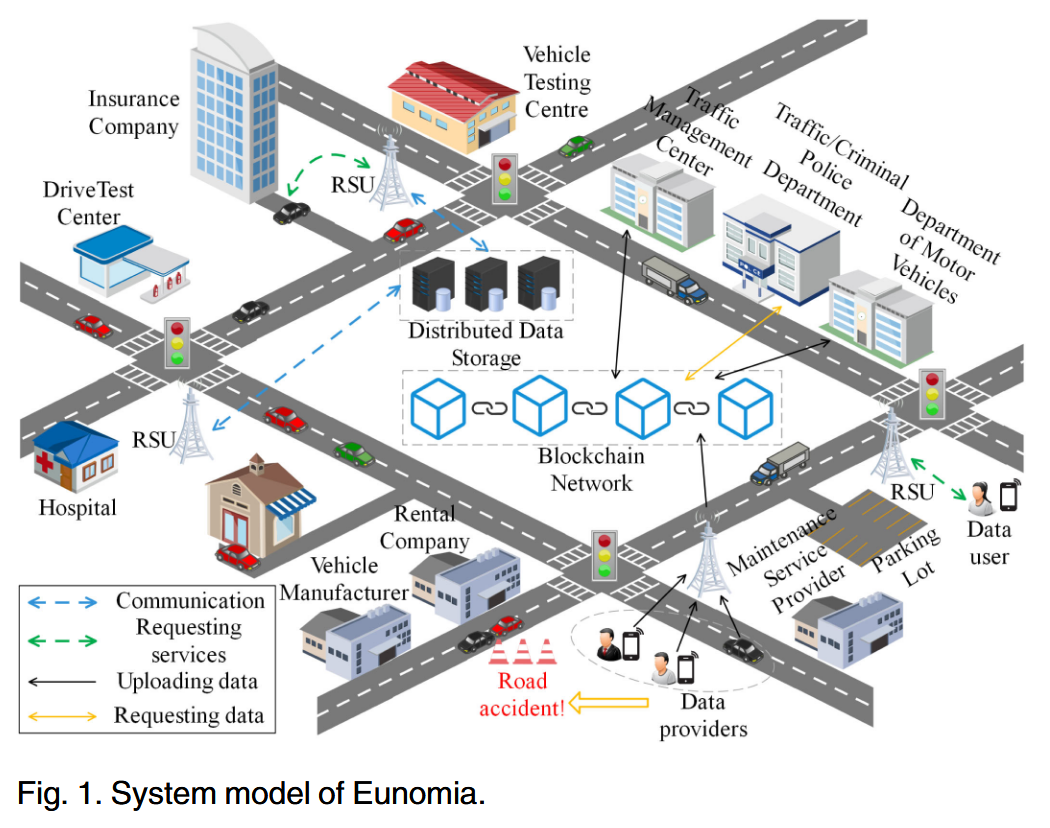 Vehicle
Testing
Centre
Insurance
Company
RSU
DriveTest
Center
Traffic
Management
Center
Traffic/Criminal
Police
Department
Department
of Motor
Vehicles
Distributed Data
Storage
RSU
Hospital
Blockchain
Network
RSU
Data
user
Rental
Company
Vehicle
Manufacturer
Maintenance
Service
Provider
Parking
Lot
Road
accident!
Data
providers
Communication
Requesting
services
Uploading data
Requesting data
Fig. 1. System model of Eunomia.